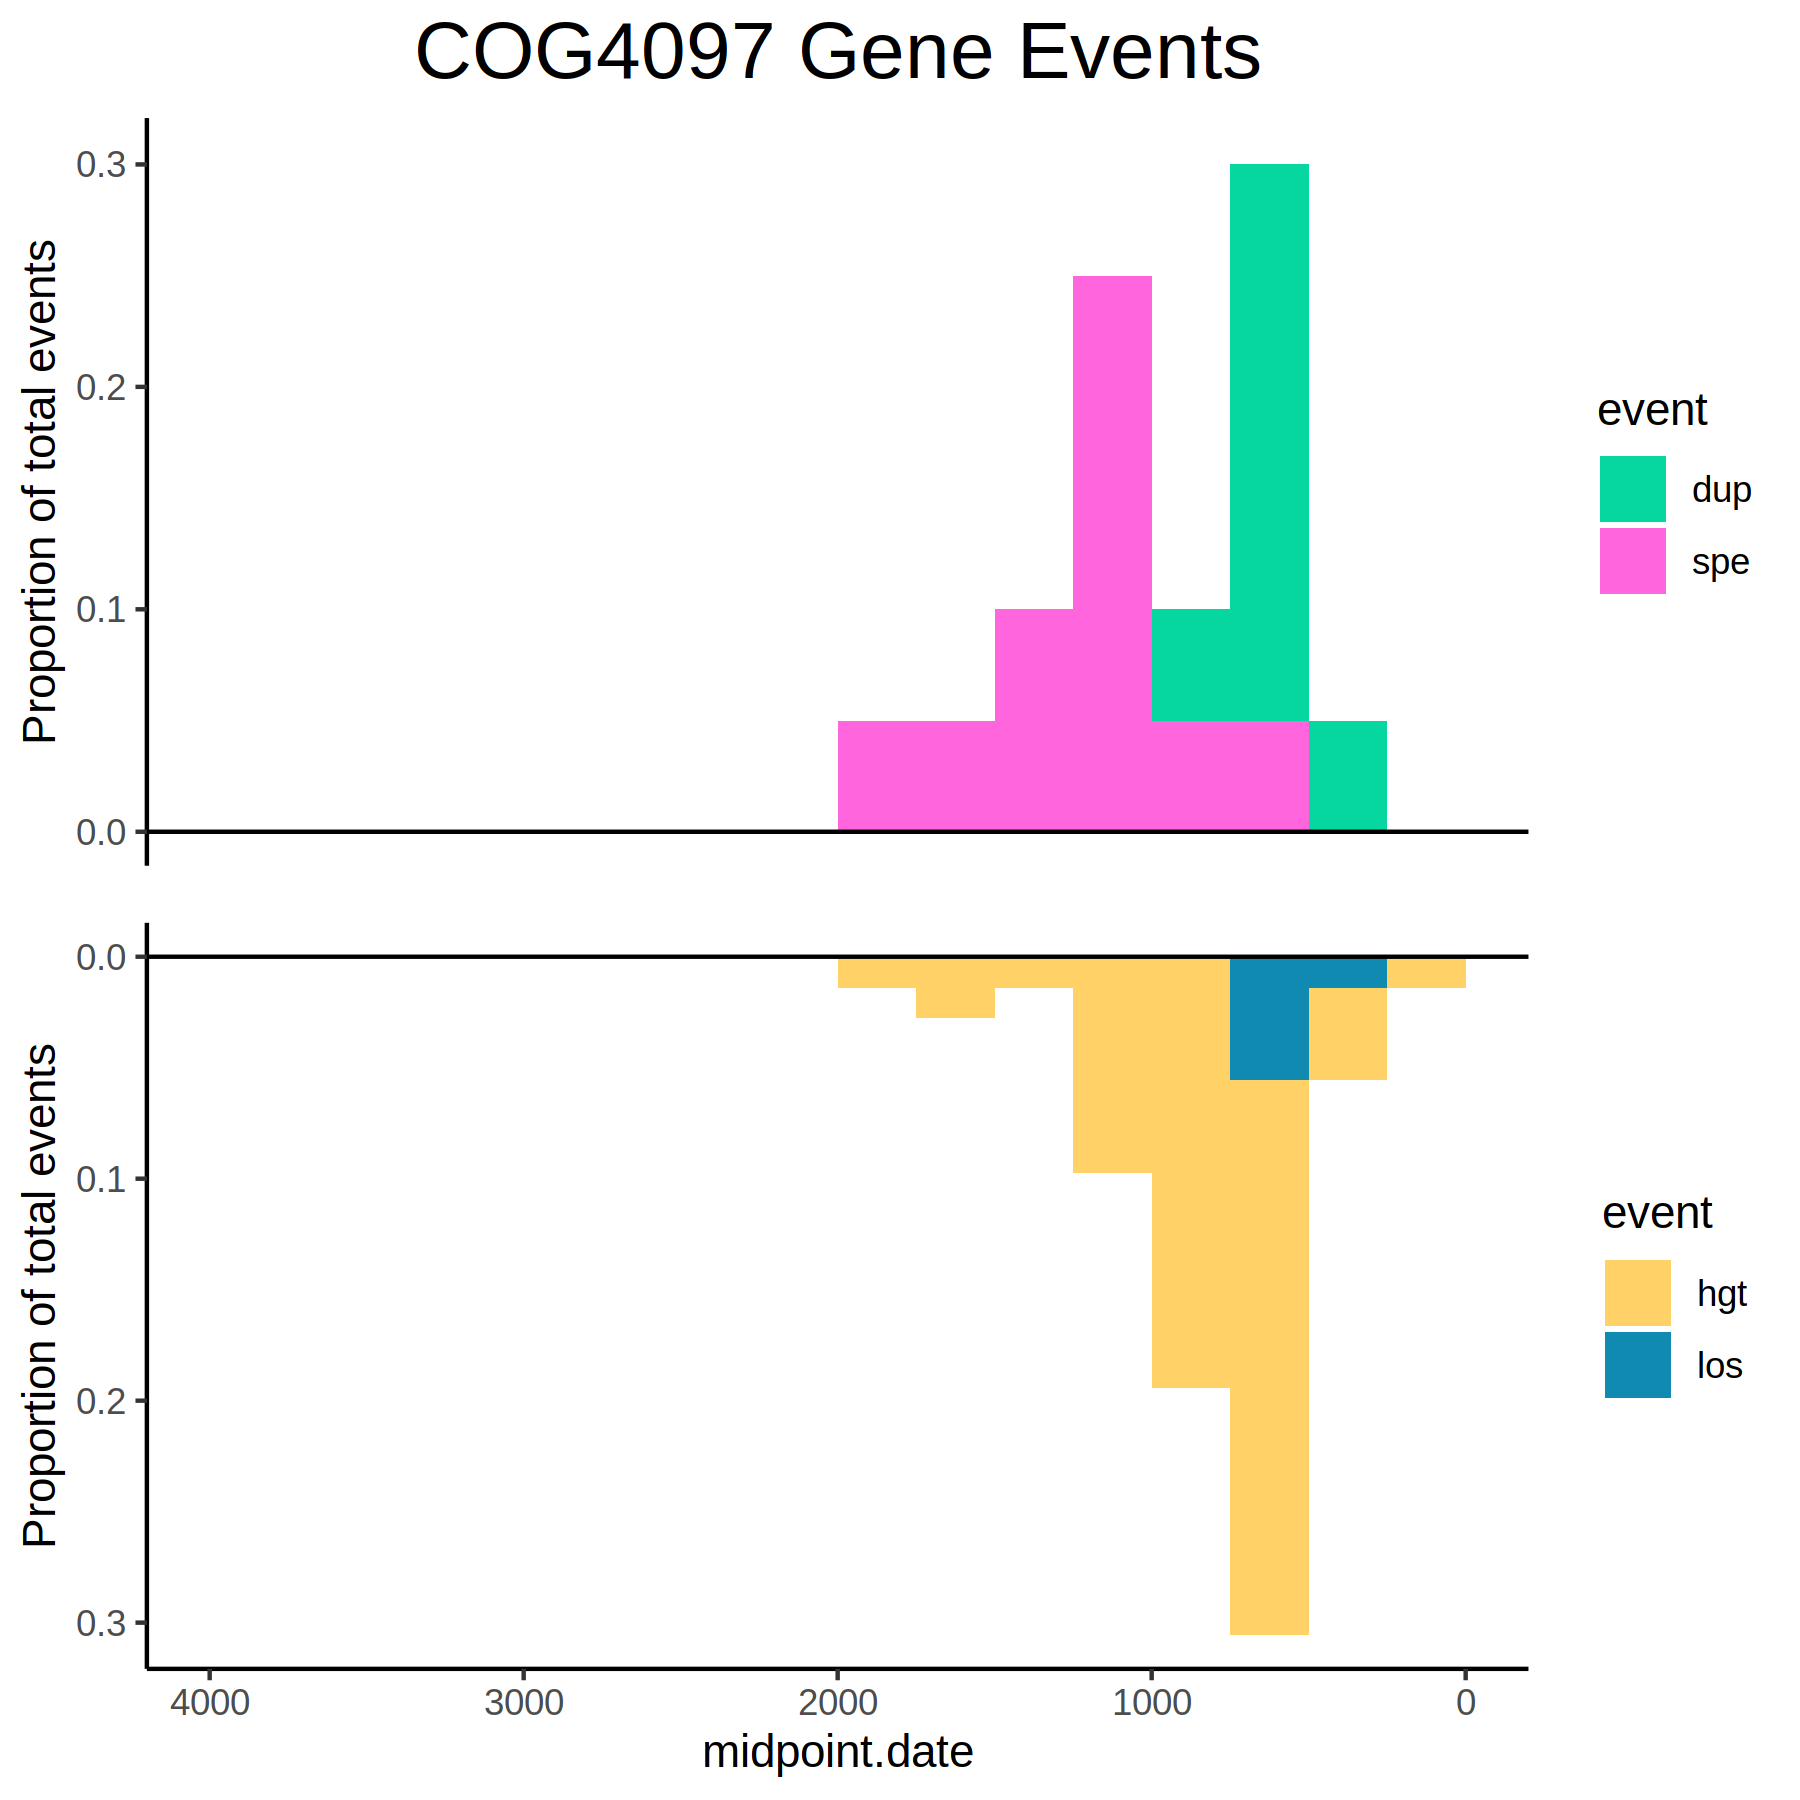 COG4097 Gene Events
Proportion of total events
0.3
0.2
0.1
0.0
event
dup
spe
Proportion of total events
0.0
0.1
0.2
0.3
event
hgt
los
4000 3000 2000 1000 0
midpoint.date